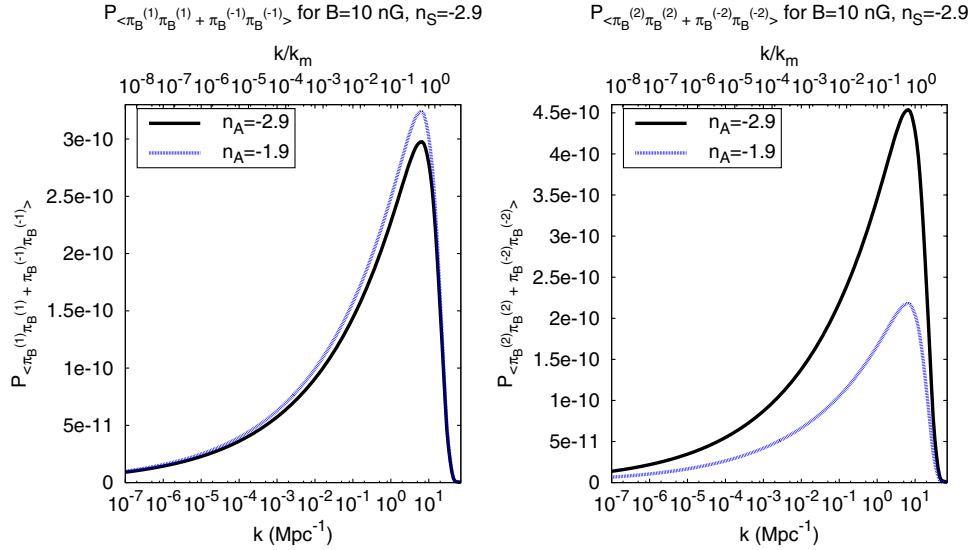 P<π_B^(1)π_B^(1) + π_B^(-1)π_B^(-1)> for B=10 nG, n_S=-2.9
k/k_m
10^-8 10^-7 10^-6 10^-5 10^-4 10^-3 10^-2 10^-1 10^0
n_A=-2.9
n_A=-1.9
3e-10
2.5e-10
2e-10
1.5e-10
1e-10
5e-11
0
P<π_B^(1)π_B^(1) + π_B^(-1)π_B^(-1)>
10^-7 10^-6 10^-5 10^-4 10^-3 10^-2 10^-1 10^0 10^1
k (Mpc^-1)
P<π_B^(2)π_B^(2) + π_B^(-2)π_B^(-2)> for B=10 nG, n_S=-2.9
k/k_m
10^-8 10^-7 10^-6 10^-5 10^-4 10^-3 10^-2 10^-1 10^0
n_A=-2.9
n_A=-1.9
4.5e-10
4e-10
3.5e-10
3e-10
2.5e-10
2e-10
1.5e-10
1e-10
5e-11
0
P<π_B^(2)π_B^(2) + π_B^(-2)π_B^(-2)>
10^-7 10^-6 10^-5 10^-4 10^-3 10^-2 10^-1 10^0 10^1
k (Mpc^-1)